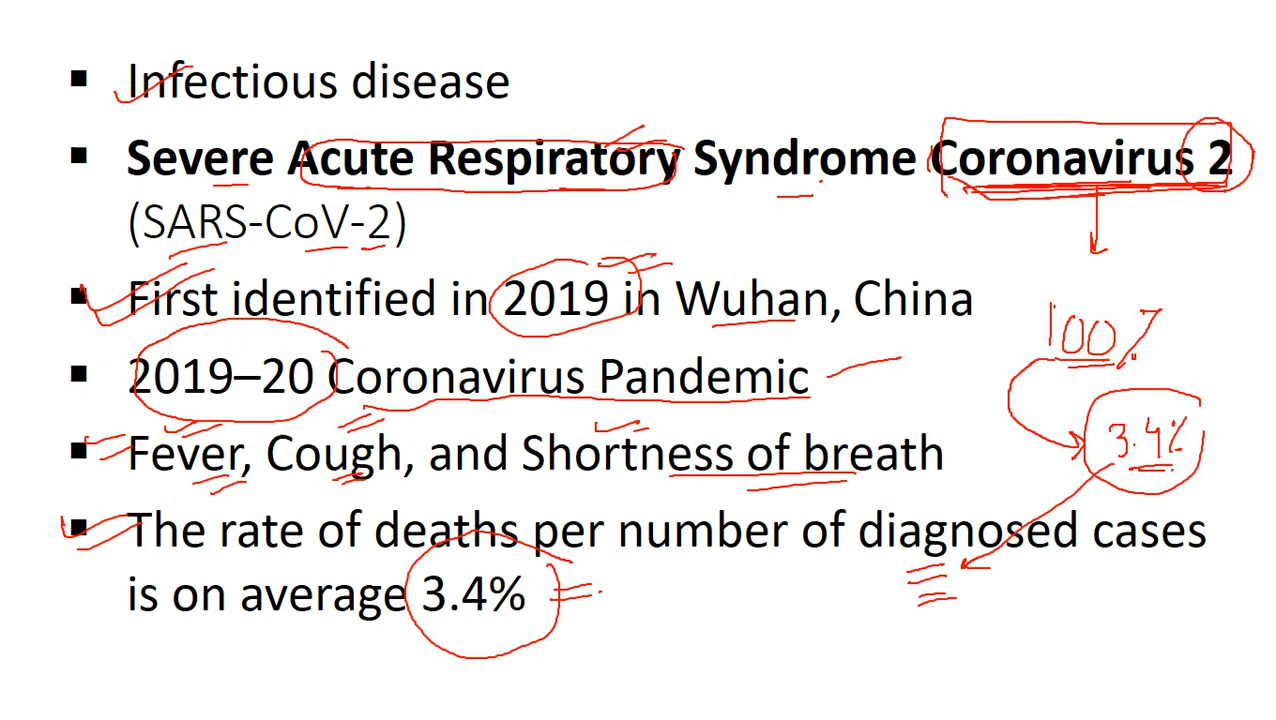 Infectious disease
Severe Acute Respiratory Syndrome Coronavirus 2
(SARS-CoV-2)
First identified in 2019 in Wuhan, China
100%
2019–20 Coronavirus Pandemic
3.4%
Fever, Cough, and Shortness of breath
The rate of deaths per number of diagnosed cases
is on average 3.4%